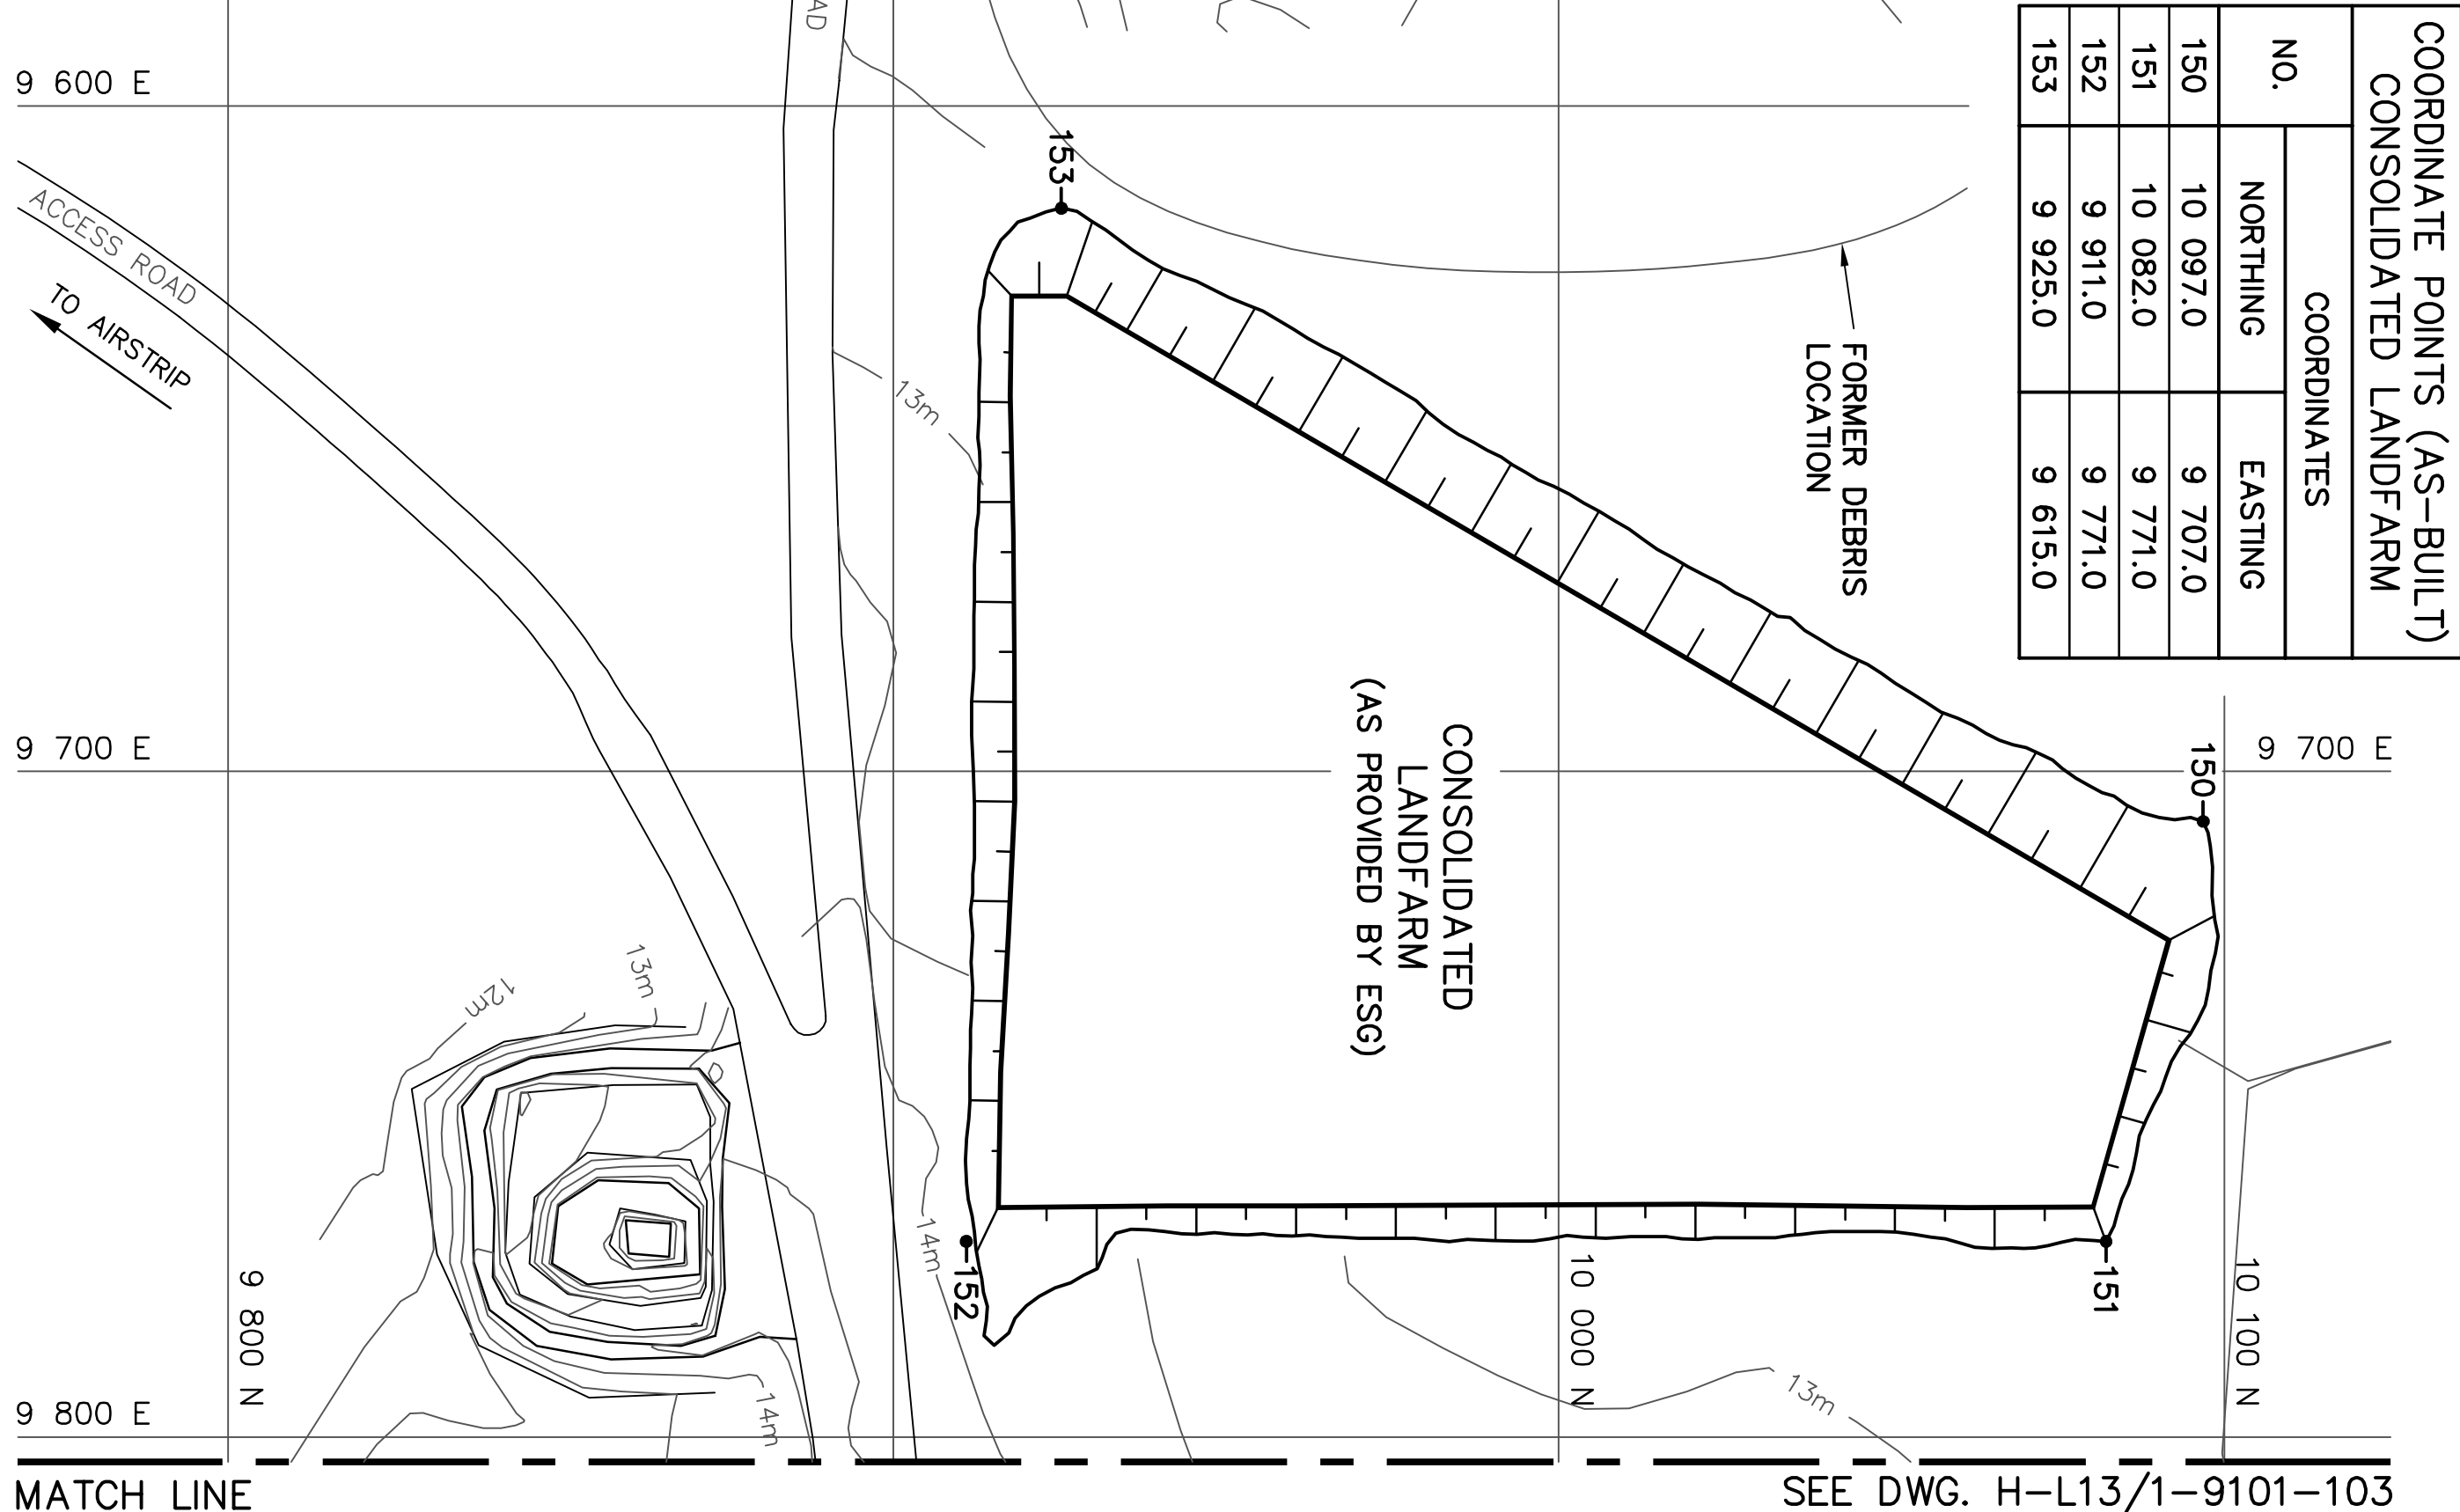 COORDINATE POINTS (AS-BUILT)
CONSOLIDATED LANDFARM
NO.
COORDINATES
NORTHING EASTING
150 10 097.0 9 707.0
151 10 082.0 9 771.0
152 9 911.0 9 771.0
153 9 925.0 9 615.0
9 600 E
ACCESS ROAD
TO AIRSTRIP
AD
153
13m
FORMER DEBRIS
LOCATION
9 700 E
150
9 700 E
CONSOLIDATED
LANDFARM
(AS PROVIDED BY ESG)
12m
13m
14m
152
151
9 800 N
10 000 N
10 100 N
13m
14m
9 800 E
MATCH LINE
SEE DWG. H-L13/1-9101-103